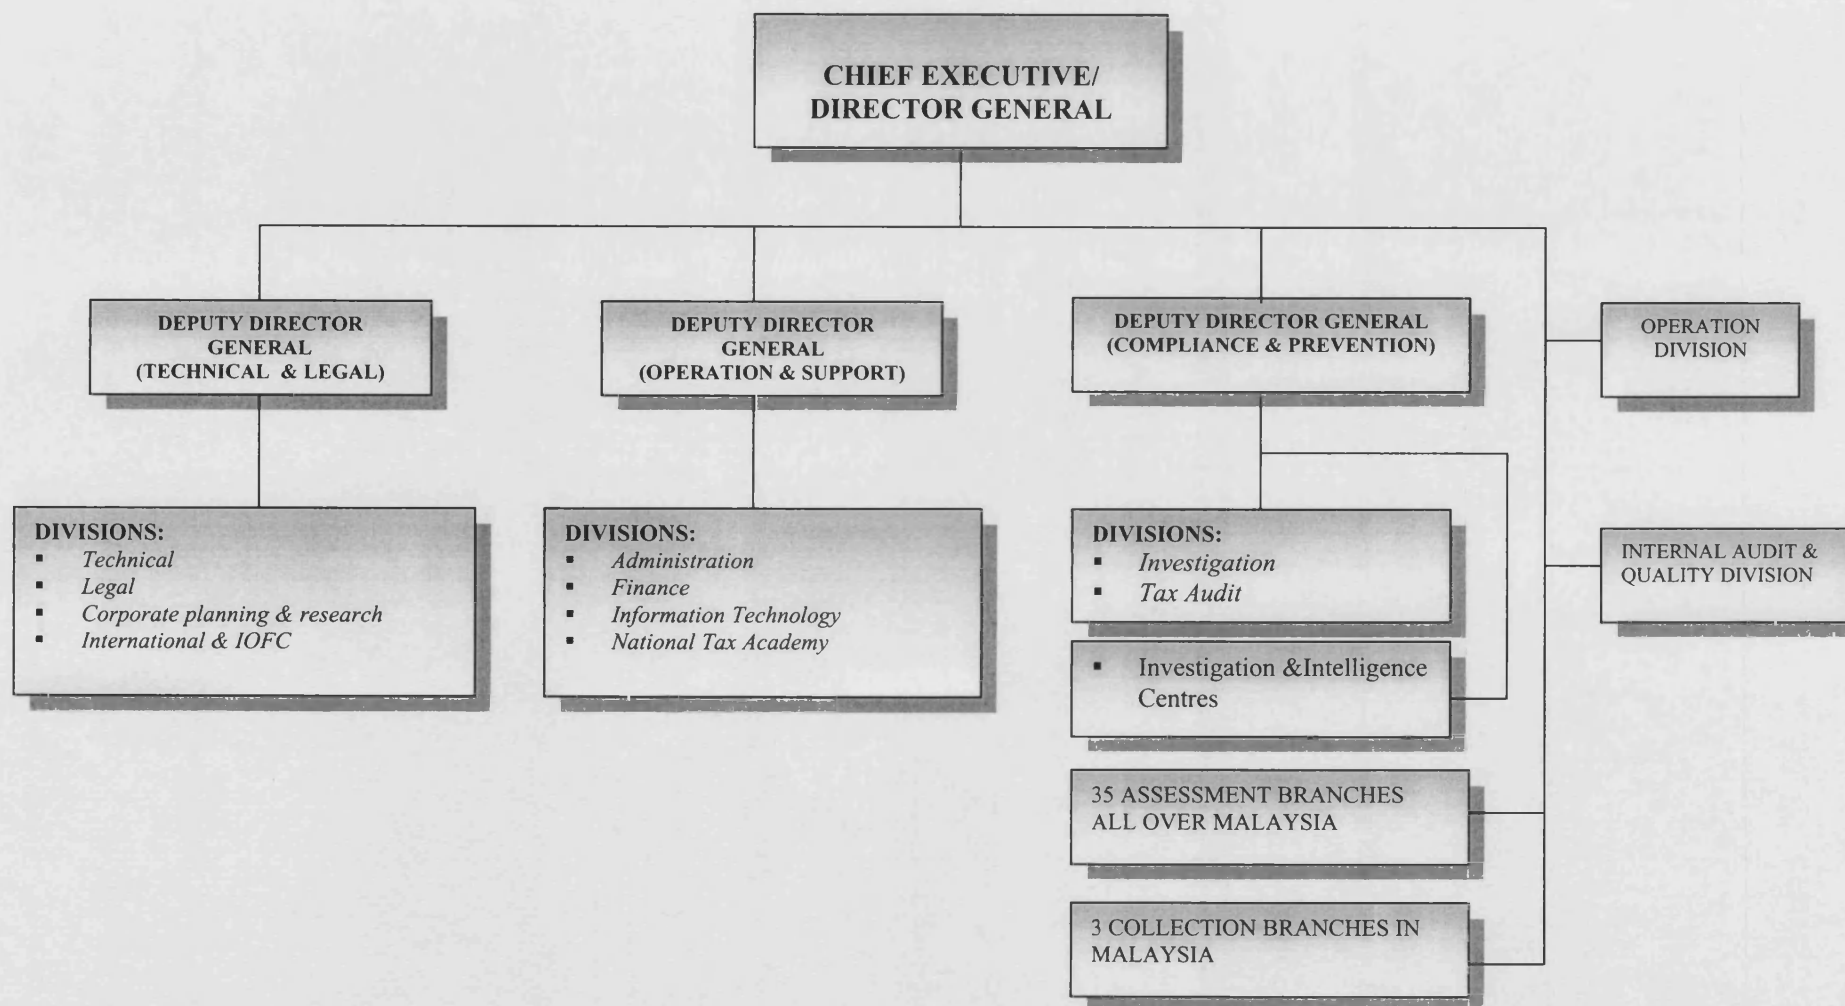 CHIEF EXECUTIVE/
DIRECTOR GENERAL
DEPUTY DIRECTOR
GENERAL
(TECHNICAL & LEGAL)
DEPUTY DIRECTOR
GENERAL
(OPERATION & SUPPORT)
DEPUTY DIRECTOR GENERAL
(COMPLIANCE & PREVENTION)
OPERATION
DIVISION
DIVISIONS:
▪ Technical
▪ Legal
▪ Corporate planning & research
▪ International & IOFC
DIVISIONS:
▪ Administration
▪ Finance
▪ Information Technology
▪ National Tax Academy
DIVISIONS:
▪ Investigation
▪ Tax Audit
INTERNAL AUDIT &
QUALITY DIVISION
▪ Investigation &Intelligence
Centres
35 ASSESSMENT BRANCHES
ALL OVER MALAYSIA
3 COLLECTION BRANCHES IN
MALAYSIA